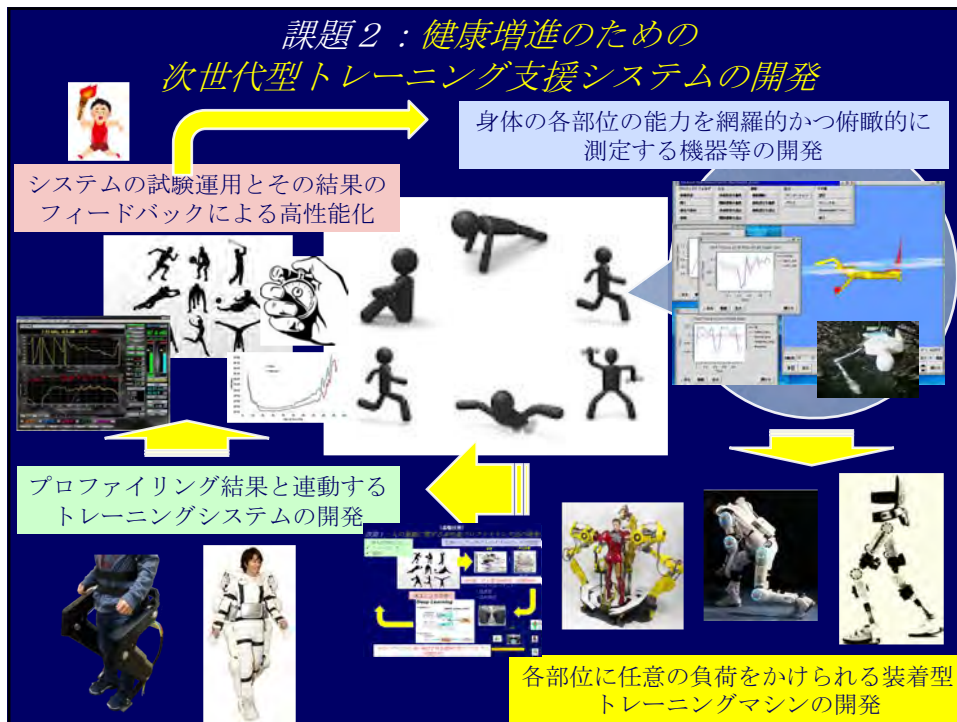 課題２：健康増進のための
次世代型トレーニング支援システムの開発
身体の各部位の能力を網羅的かつ俯瞰的に
測定する機器等の開発
システムの試験運用とその結果の
フィードバックによる高性能化
プロファイリング結果と連動する
トレーニングシステムの開発
各部位に任意の負荷をかけられる装着型
トレーニングマシンの開発